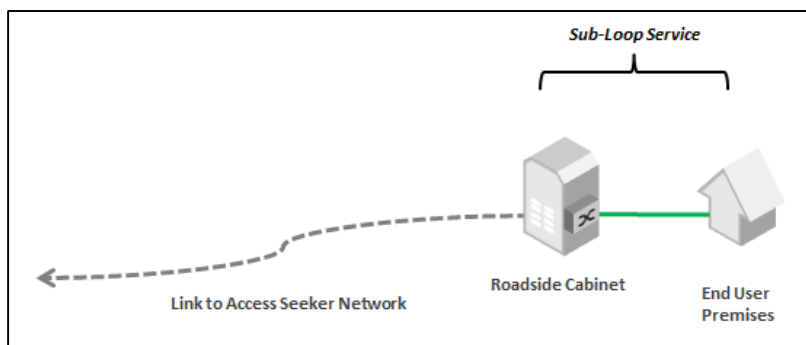 Sub-Loop Service
Roadside Cabinet
End User
Premises
Link to Access Seeker Network